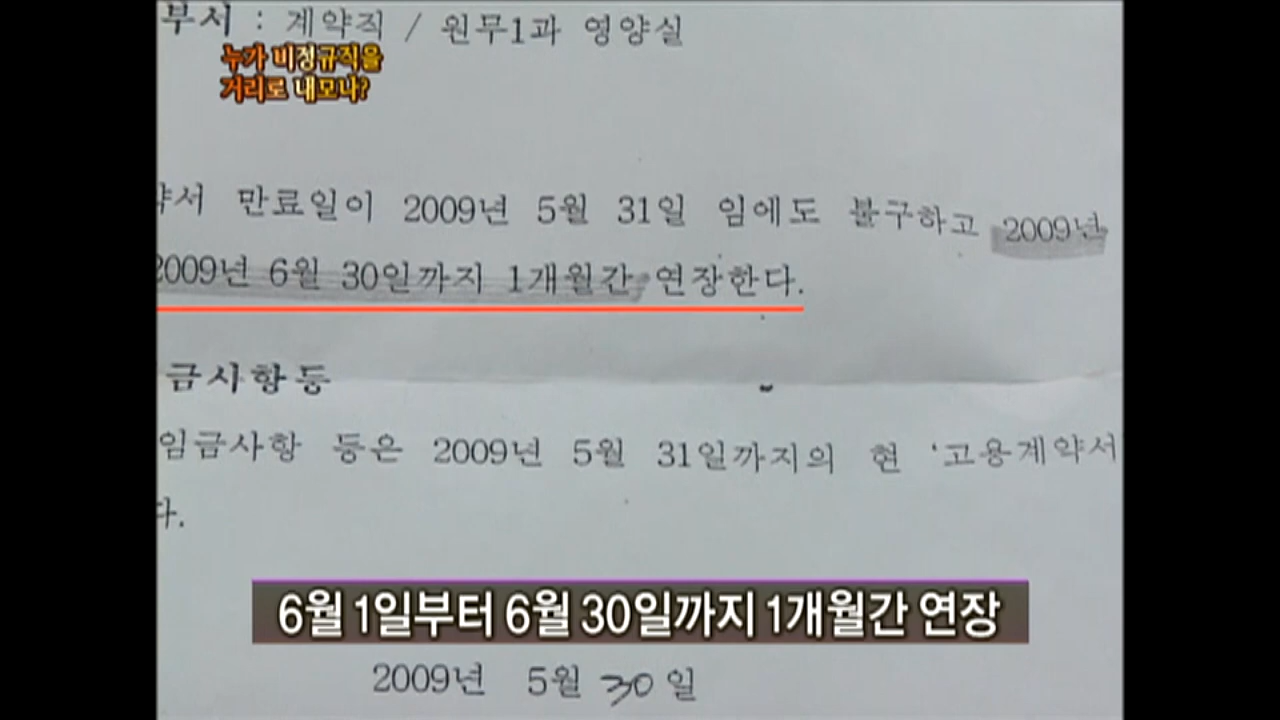 부서 : 계약직 / 원무1과 영양실
누가 비정규직을
거리로 내모나?
약서 만료일이 2009년 5월 31일 임에도 불구하고 2009년
2009년 6월 30일까지 1개월간 연장한다.
금사항등
임금사항 등은 2009년 5월 31일까지의 현 '고용계약서
다.
6월 1일부터 6월 30일까지 1개월간 연장
2009년 5월 30일